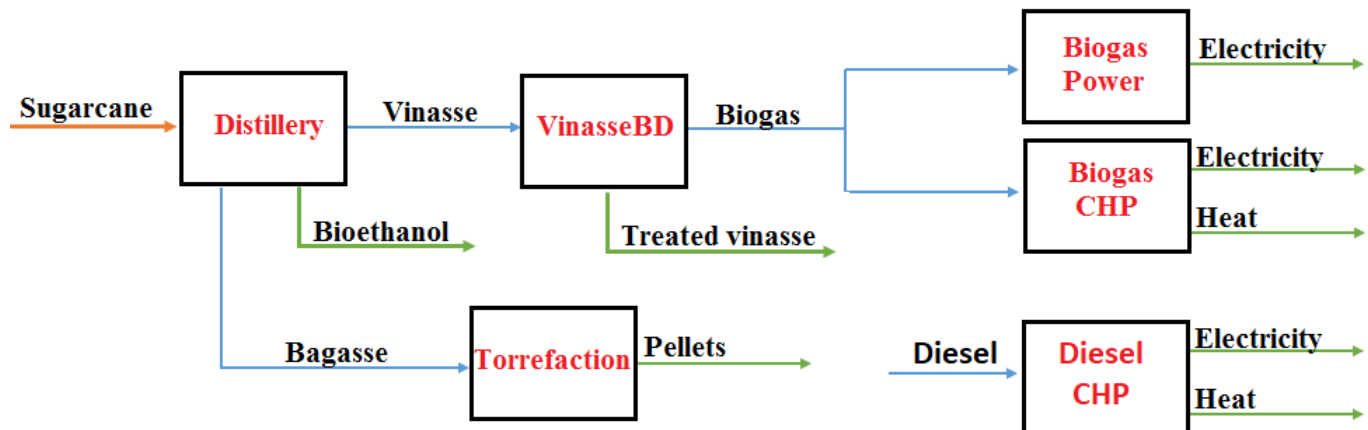 Biogas
Power
Electricity
Sugarcane
Distillery
Vinasse
VinasseBD
Biogas
Biogas
CHP
Electricity
Heat
Bioethanol
Treated vinasse
Bagasse
Torrefaction
Pellets
Diesel
Diesel
CHP
Electricity
Heat